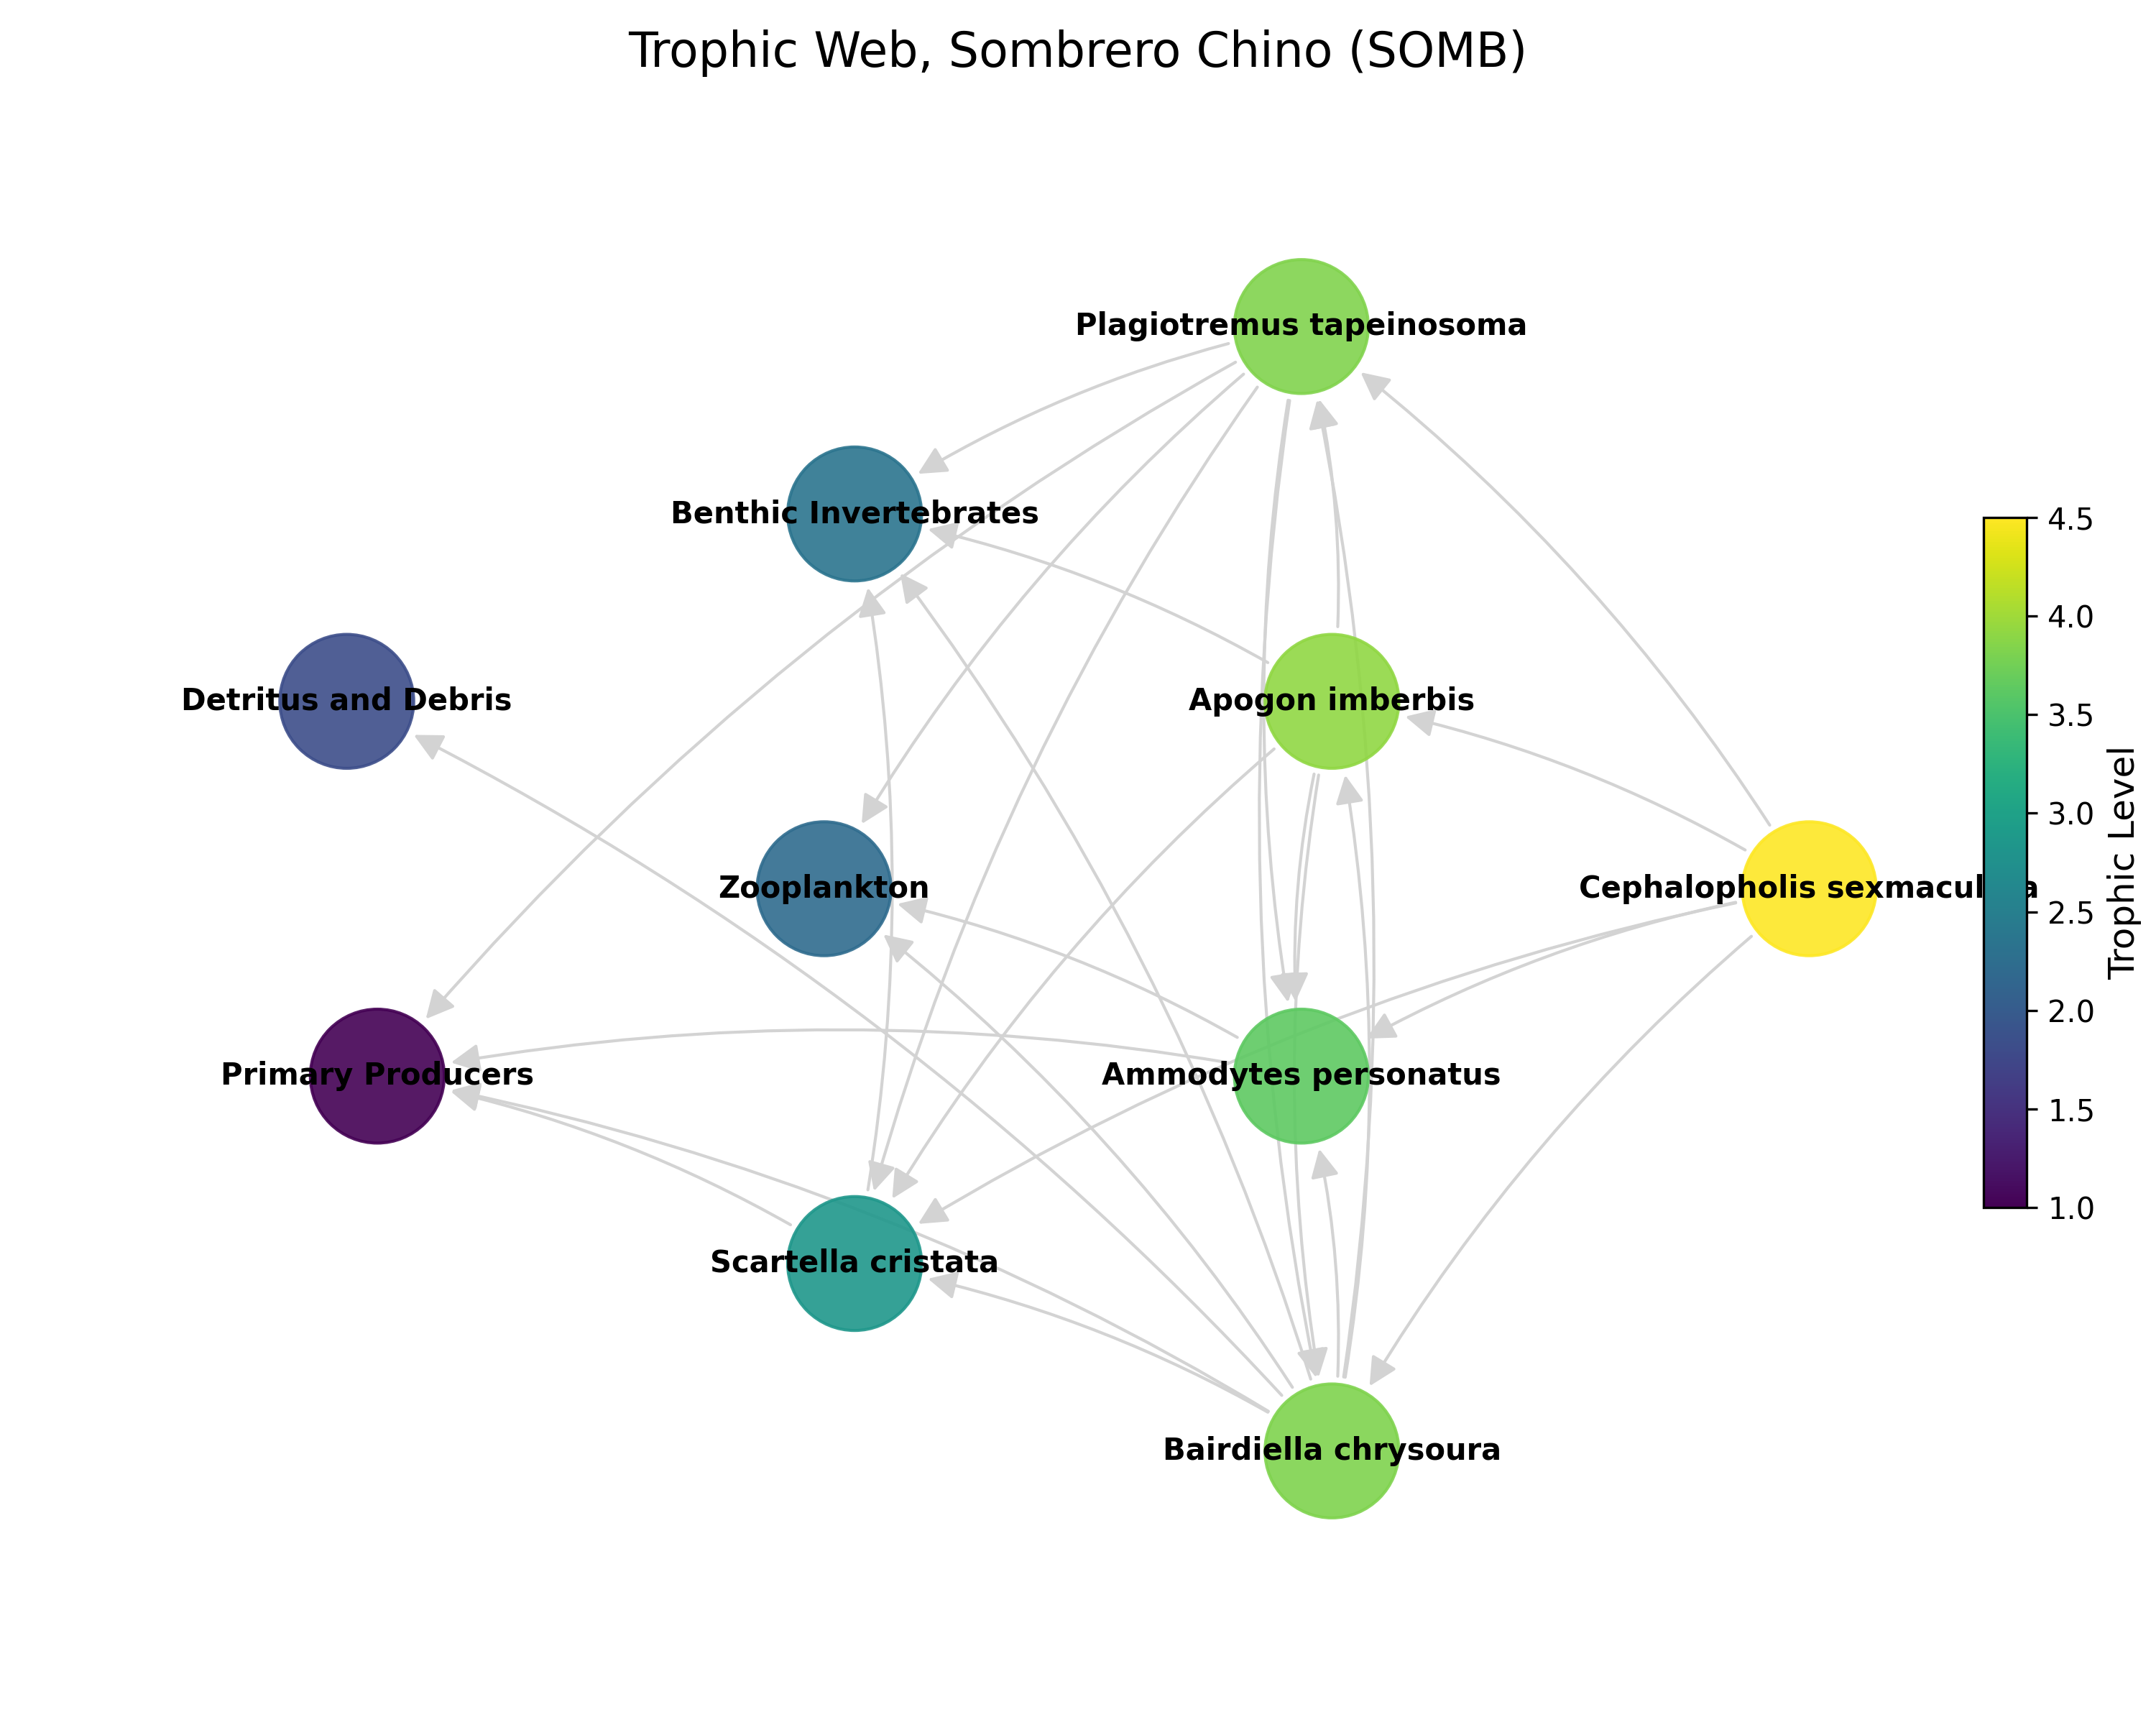 Trophic Web, Sombrero Chino (SOMB)
Plagiotremus tapeinosoma
Benthic Invertebrates
Detritus and Debris
Apogon imberbis
Zooplankton
Cephalopholis
Primary Producers
Ammodytes personatus
Scartella cristata
Bairdiella chrysoura
4.5
4.0
3.5
3.0
2.5
2.0
1.5
1.0
Trophic Level